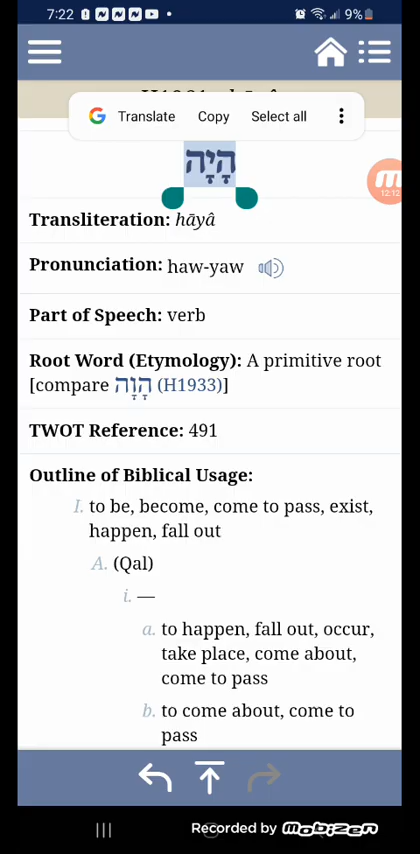 7:22 9%
Translate Copy Select all
הָיָה
12:12
Transliteration: hāyâ
Pronunciation: haw-yaw
Part of Speech: verb
Root Word (Etymology): A primitive root
[compare הָוָה (H1933)]
TWOT Reference: 491
Outline of Biblical Usage:
I. to be, become, come to pass, exist,
happen, fall out
A. (Qal)
i. —
a. to happen, fall out, occur,
take place, come about,
come to pass
b. to come about, come to
pass
Recorded by Mobizen